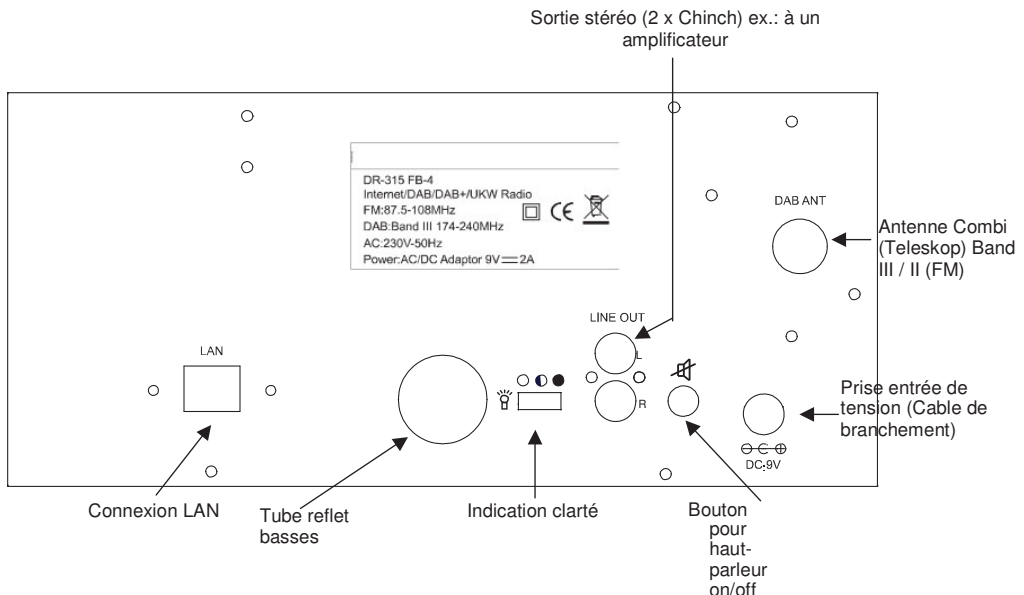 Sortie stéréo (2 x Chinch) ex.: à un
amplificateur
DR-315 FB-4
Internet/DAB/DAB+/UKW Radio
FM:87.5-108MHz
DAB:Band III 174-240MHz
AC:230V-50Hz
Power:AC/DC Adaptor 9V 2A
CE
DAB ANT
Antenne Combi
(Teleskop) Band
III / II (FM)
LINE OUT
L
R
LAN
Prise entrée de
tension (Cable de
branchement)
DC:9V
Connexion LAN
Tube reflet
basses
Indication clarté
Bouton
pour
haut-
parleur
on/off